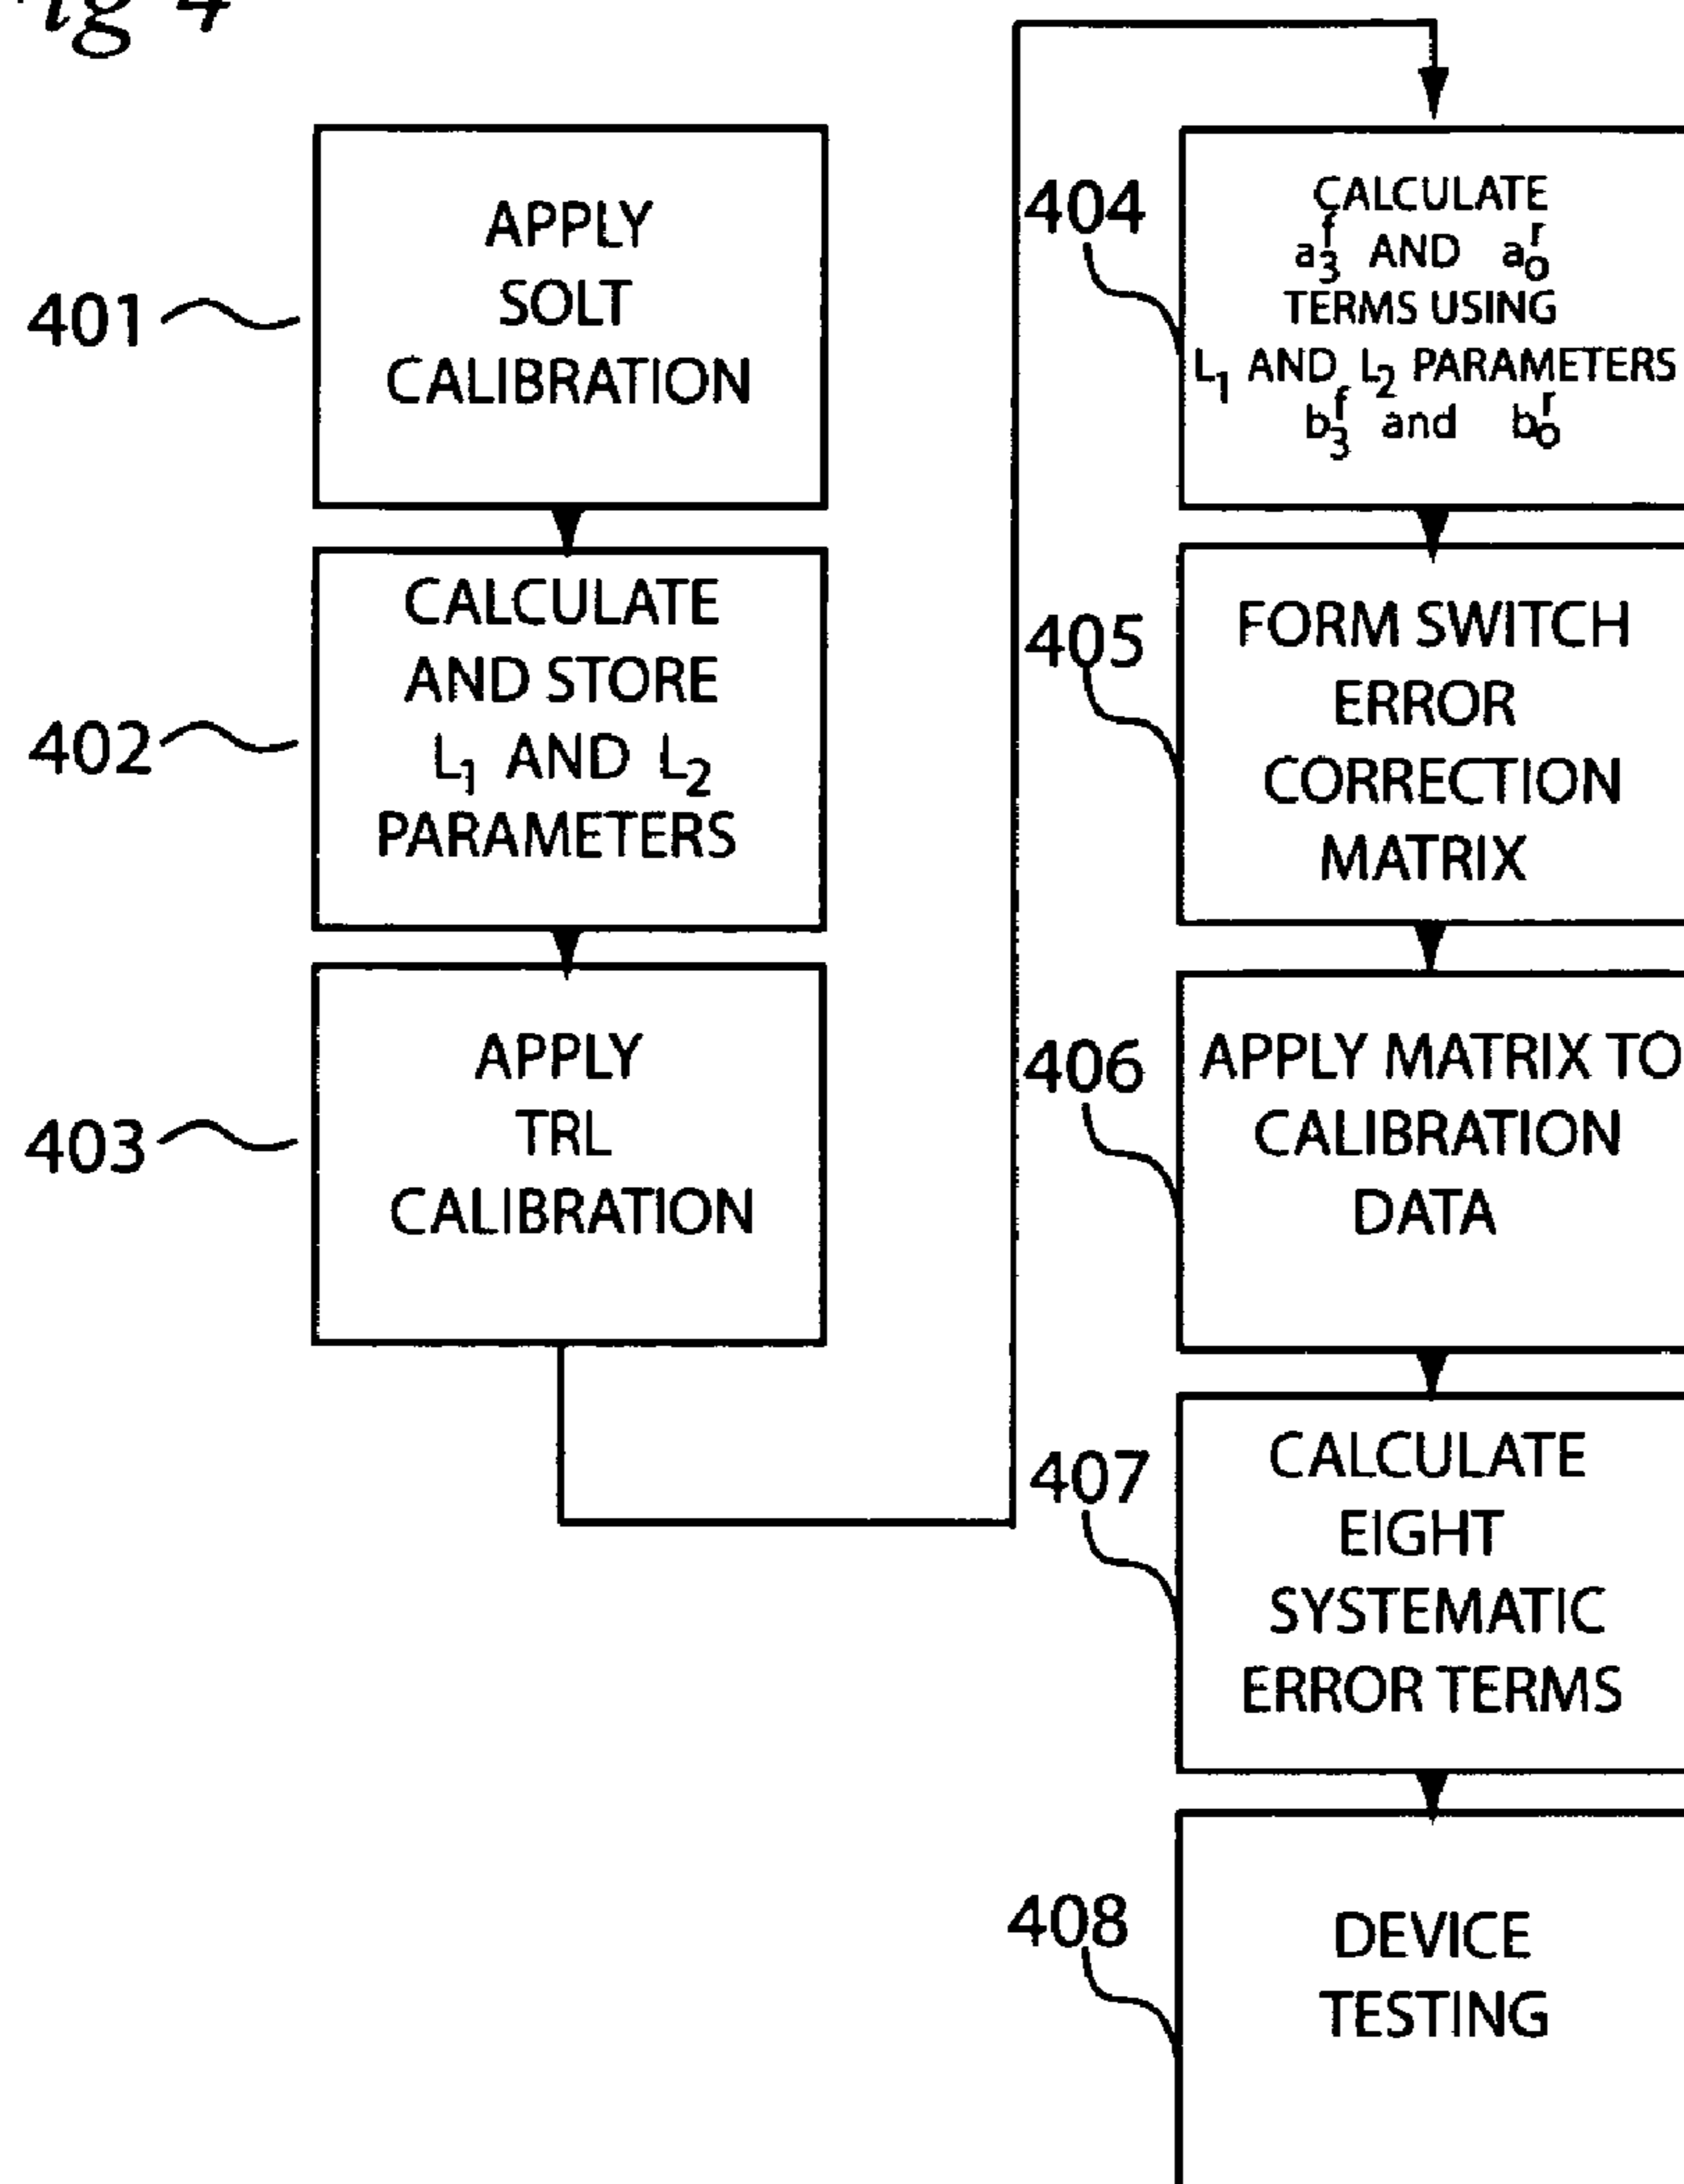 ig 4
401
APPLY
SOLT
CALIBRATION
402
CALCULATE
AND STORE
L₁ AND L₂
PARAMETERS
403
APPLY
TRL
CALIBRATION
404
CALCULATE
a₃ᶠ AND a₀ʳ
TERMS USING
L₁ AND L₂ PARAMETERS
b₃ᶠ and b₀ʳ
405
FORM SWITCH
ERROR
CORRECTION
MATRIX
406
APPLY MATRIX TO
CALIBRATION
DATA
407
CALCULATE
EIGHT
SYSTEMATIC
ERROR TERMS
408
DEVICE
TESTING